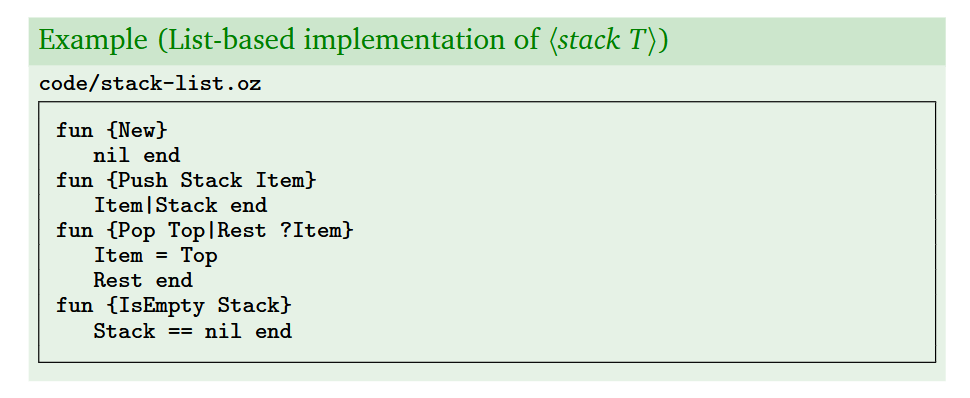 Example (List-based implementation of ⟨stack T⟩)
code/stack-list.oz
fun {New}
   nil end
fun {Push Stack Item}
   Item|Stack end
fun {Pop Top|Rest ?Item}
   Item = Top
   Rest end
fun {IsEmpty Stack}
   Stack == nil end